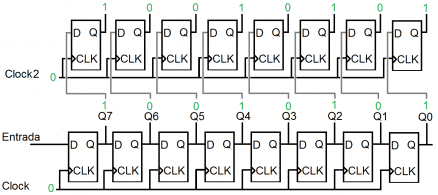 1 0 0 1 0 1 0 1
D Q D Q D Q D Q D Q D Q D Q D Q
CLK CLK CLK CLK CLK CLK CLK CLK
Clock2 0
1 0 0 1 0 1 0 1
Q7 Q6 Q5 Q4 Q3 Q2 Q1 Q0
Entrada
D Q D Q D Q D Q D Q D Q D Q D Q
CLK CLK CLK CLK CLK CLK CLK CLK
Clock 0